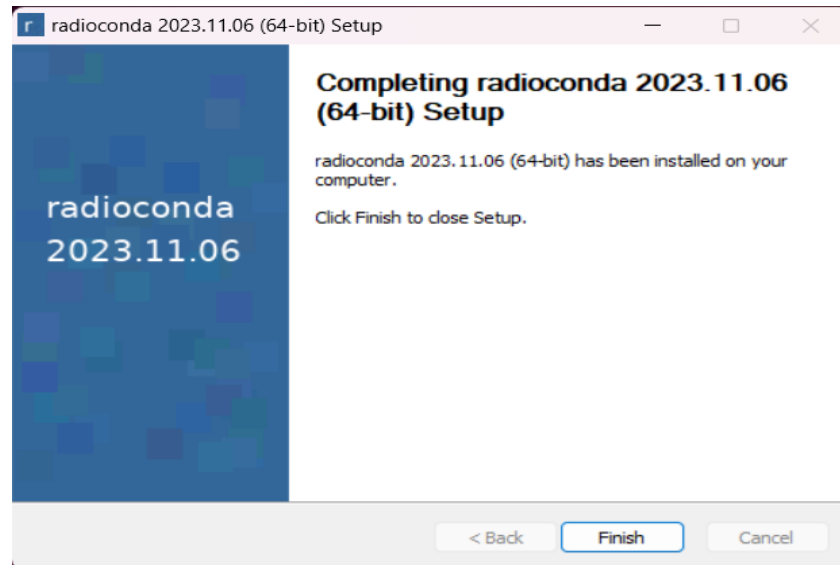 r radioconda 2023.11.06 (64-bit) Setup
radioconda
2023.11.06
Completing radioconda 2023.11.06
(64-bit) Setup
radioconda 2023.11.06 (64-bit) has been installed on your
computer.
Click Finish to close Setup.
< Back Finish Cancel